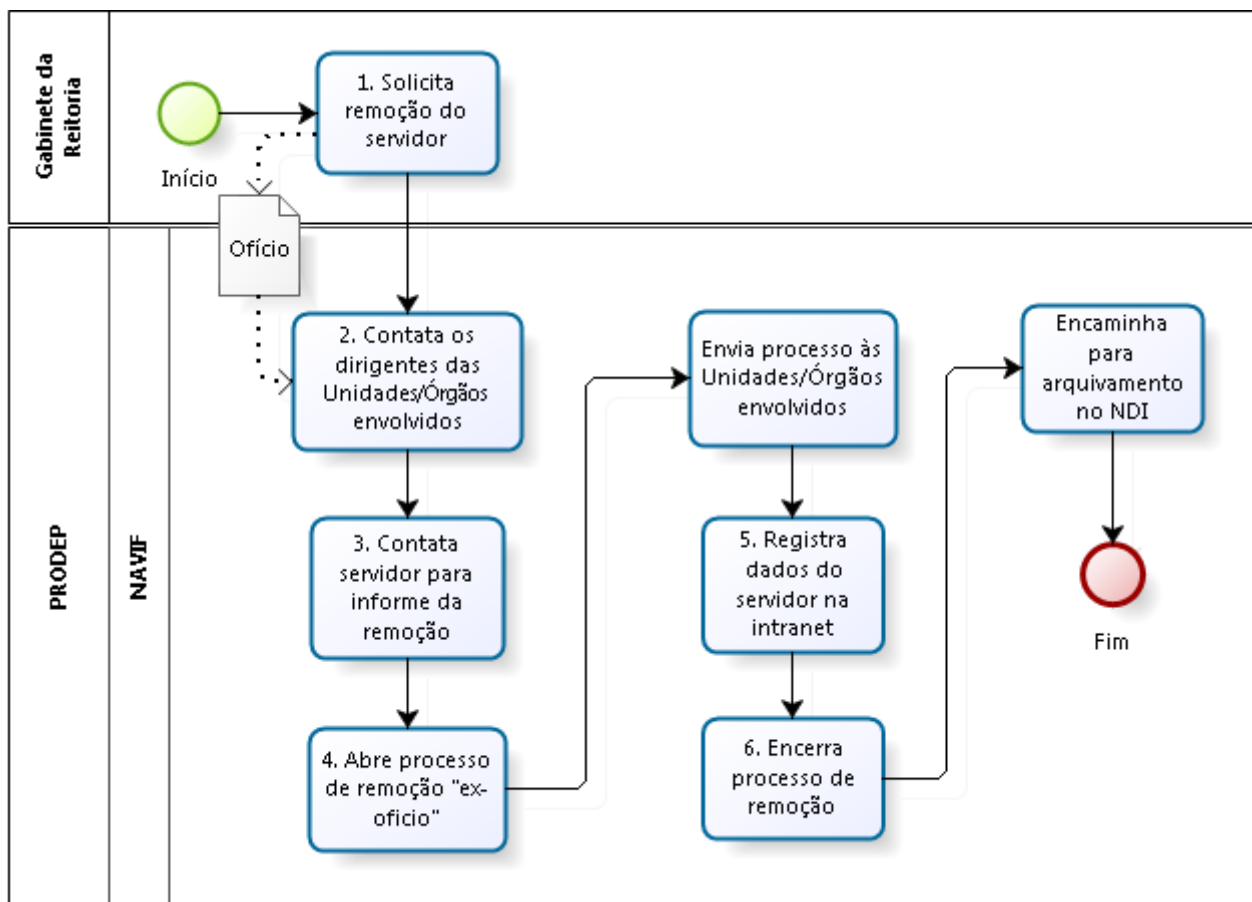 Gabinete da
Reitoria
Início
1. Solicita
remoção do
servidor
Ofício
PRODEP
NAVIF
2. Contata os
dirigentes das
Unidades/Órgãos
envolvidos
3. Contata
servidor para
informe da
remoção
4. Abre processo
de remoção "ex-
oficio"
Envia processo às
Unidades/Órgãos
envolvidos
5. Registra
dados do
servidor na
intranet
6. Encerra
processo de
remoção
Encaminha
para
arquivamento
no NDI
Fim